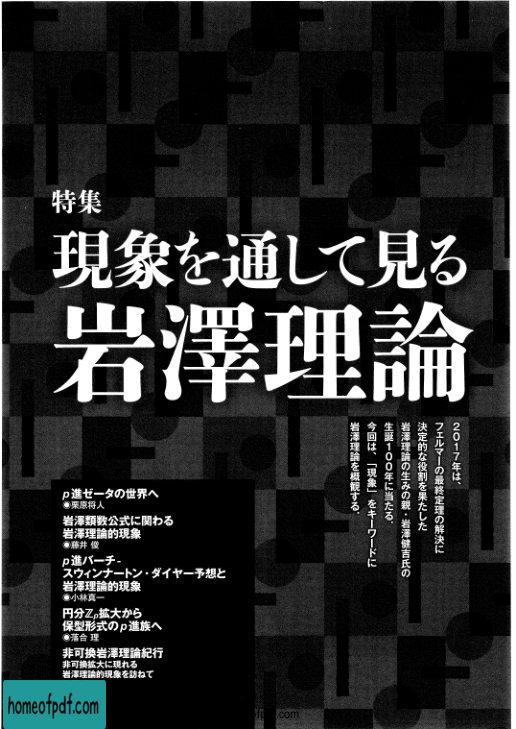 特集
現象を通して見る
岩澤理論
2017年は、
フェルマーの最終定理の解決に
決定的な役割を果たした
岩澤理論の生みの親・岩澤健吉氏の
生誕100年に当たる.
今回は、「現象」をキーワードに
岩澤理論を概観する.
p進ゼータの世界へ
◉栗原将人
岩澤類数公式に関わる
岩澤理論的現象
◉藤井 俊
p進バーチ-
スウィンナートン・ダイヤー予想と
岩澤理論的現象
◉小林真一
円分ℤp拡大から
保型形式のp進族へ
◉落合 理
非可換岩澤理論紀行
非可換拡大に現れる
岩澤理論的現象を訪ねて
homeofpdf.com